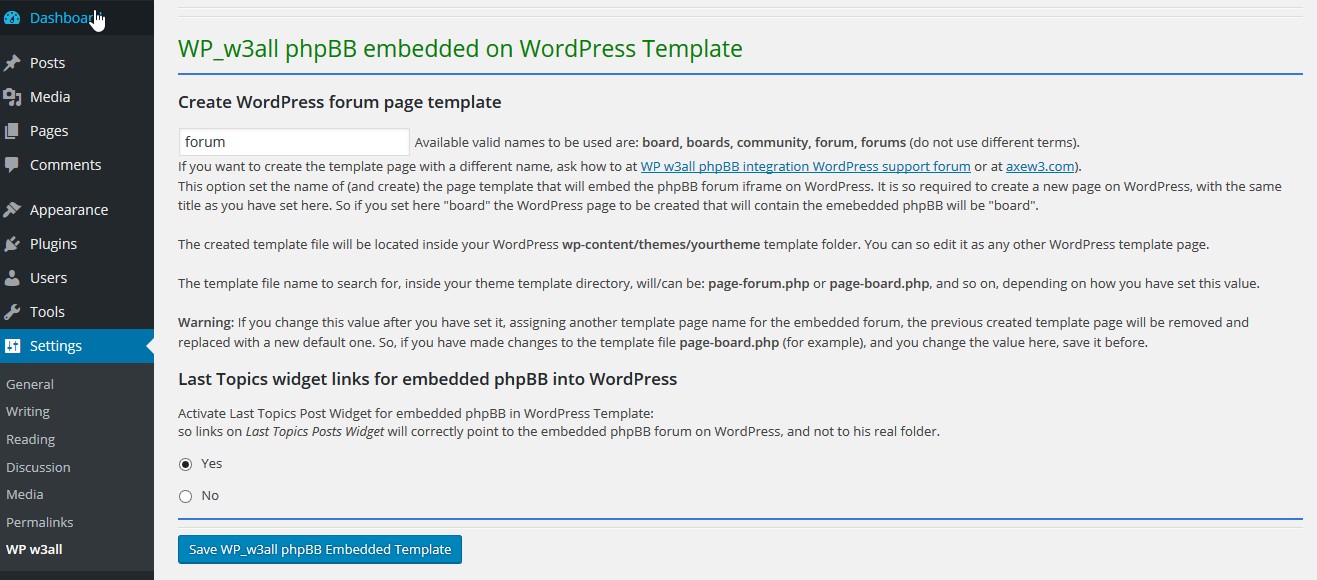 Dashboard
Posts
Media
Pages
Comments
Appearance
Plugins
Users
Tools
Settings
General
Writing
Reading
Discussion
Media
Permalinks
WP w3all
WP_w3all phpBB embedded on WordPress Template
Create WordPress forum page template
forum Available valid names to be used are: board, boards, community, forum, forums (do not use different terms).
If you want to create the template page with a different name, ask how to at WP w3all phpBB integration WordPress support forum or at axew3.com).
This option set the name of (and create) the page template that will embed the phpBB forum iframe on WordPress. It is so required to create a new page on WordPress, with the same
title as you have set here. So if you set here "board" the WordPress page to be created that will contain the emebedded phpBB will be "board".
The created template file will be located inside your WordPress wp-content/themes/yourtheme template folder. You can so edit it as any other WordPress template page.
The template file name to search for, inside your theme template directory, will/can be: page-forum.php or page-board.php, and so on, depending on how you have set this value.
Warning: If you change this value after you have set it, assigning another template page name for the embedded forum, the previous created template page will be removed and
replaced with a new default one. So, if you have made changes to the template file page-board.php (for example), and you change the value here, save it before.
Last Topics widget links for embedded phpBB into WordPress
Activate Last Topics Post Widget for embedded phpBB in WordPress Template:
so links on Last Topics Posts Widget will correctly point to the embedded phpBB forum on WordPress, and not to his real folder.
Yes
No
Save WP_w3all phpBB Embedded Template